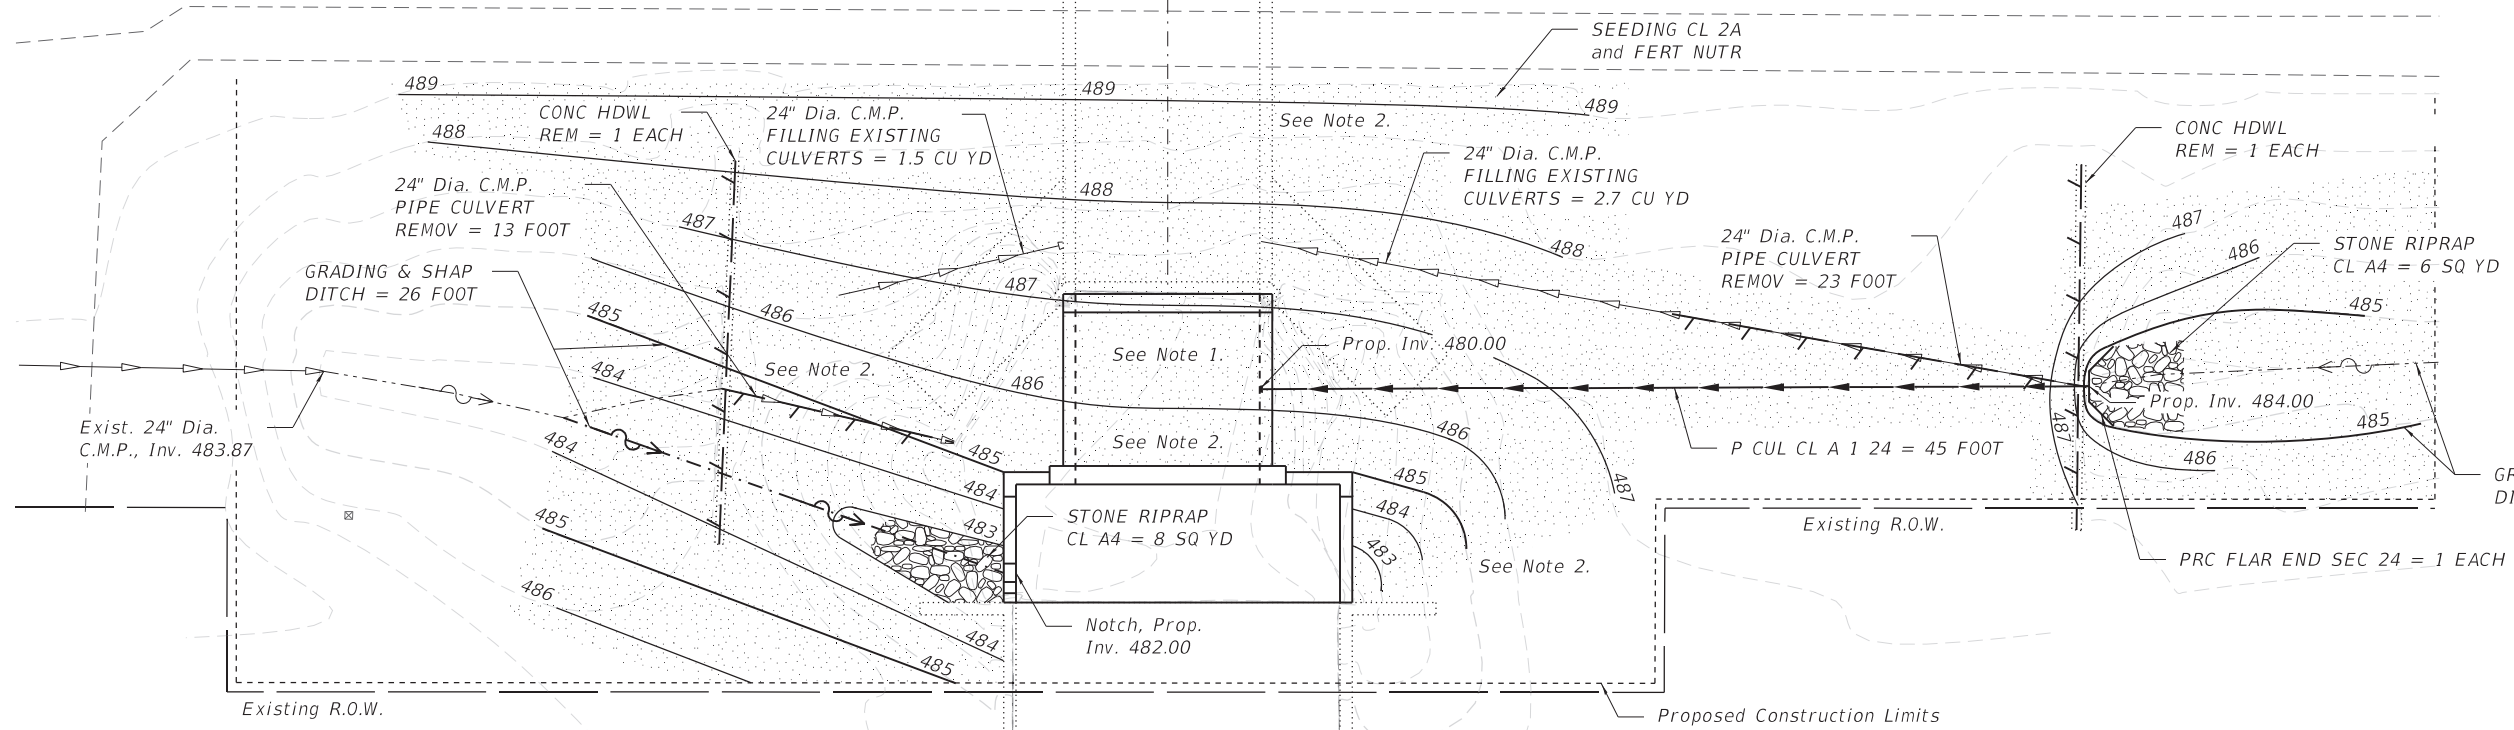 SEEDING CL 2A
and FERT NUTR
489
489
489
CONC HDWL
REM = 1 EACH
24" Dia. C.M.P.
FILLING EXISTING
CULVERTS = 1.5 CU YD
See Note 2.
488
CONC HDWL
REM = 1 EACH
24" Dia. C.M.P.
FILLING EXISTING
CULVERTS = 2.7 CU YD
24" Dia. C.M.P.
PIPE CULVERT
REMOV = 13 FOOT
488
487
488
24" Dia. C.M.P.
PIPE CULVERT
REMOV = 23 FOOT
487
486
STONE RIPRAP
CL A4 = 6 SQ YD
GRADING & SHAP
DITCH = 26 FOOT
487
485
486
485
See Note 1.
Prop. Inv. 480.00
484
See Note 2.
486
Prop. Inv. 484.00
Exist. 24" Dia.
C.M.P., Inv. 483.87
484
485
See Note 2.
486
487
485
P CUL CL A 1 24 = 45 FOOT
486
485
487
GR
DI
484
484
485
483
STONE RIPRAP
CL A4 = 8 SQ YD
483
Existing R.O.W.
See Note 2.
PRC FLAR END SEC 24 = 1 EACH
486
484
485
Notch, Prop.
Inv. 482.00
Existing R.O.W.
Proposed Construction Limits